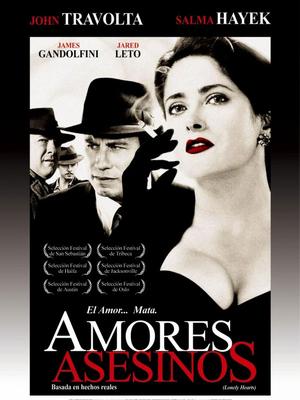 JOHN TRAVOLTA SALMA HAYEK
JAMES GANDOLFINI
JARED LETO
Selección Festival de San Sebastián
Selección Festival de Tribeca
Selección Festival de Haifa
Selección Festival de Jacksonville
Selección Festival de Austin
Selección Festival de Oslo
El Amor... Mata.
AMORES
ASESINOS
Basada en hechos reales (Lonely Hearts)